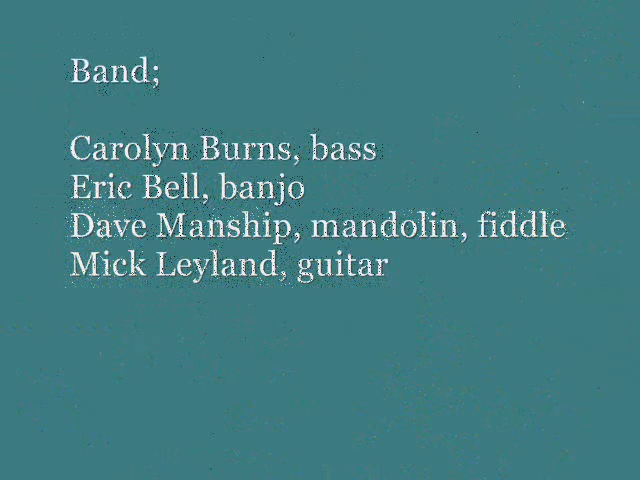 Band;
Carolyn Burns, bass
Eric Bell, banjo
Dave Manship, mandolin, fiddle
Mick Leyland, guitar